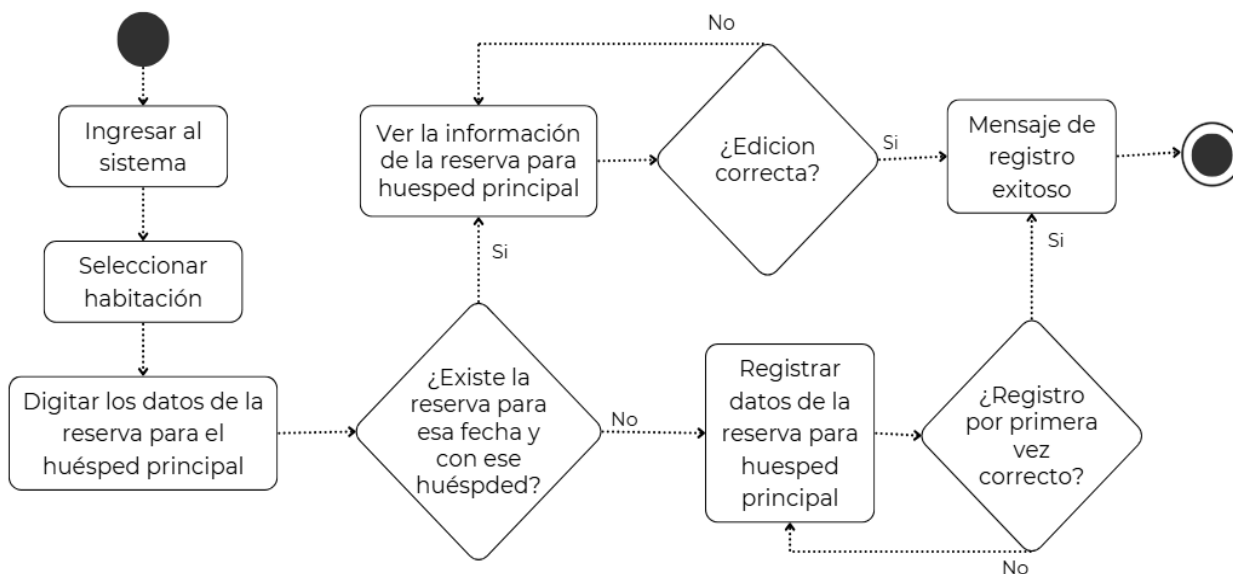 Ingresar al
sistema
Seleccionar
habitación
Digitar los datos de la
reserva para el
huésped principal
¿Existe la
reserva para
esa fecha y
con ese
huéspded?
Si
Ver la información
de la reserva para
huesped principal
¿Edicion
correcta?
No
Si
Mensaje de
registro
exitoso
No
Registrar
datos de la
reserva para
huesped
principal
¿Registro
por primera
vez
correcto?
Si
No